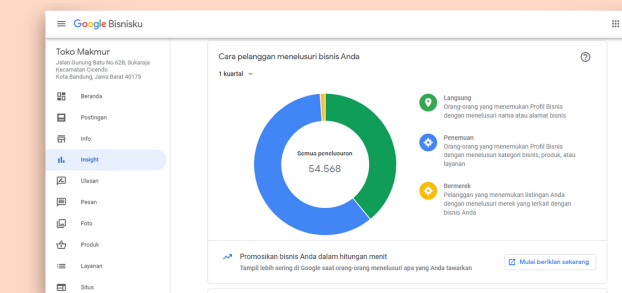 Google Bisnisku
Toko Makmur
Jalan Gunung Batu No.62B, Sukaraje
Kecamatan Cicendo
Kota Bandung, Jawa Barat 40175
Beranda
Postingan
Info
Insight
Ulasan
Pesan
Foto
Produk
Layanan
Situs
Cara pelanggan menelusuri bisnis Anda
1 kuartal
Semua penelusuran
54.568
Langsung
Orang-orang yang menemukan Profil Bisnis
dengan menelusuri nama atau alamat bisnis
Penemuan
Orang-orang yang menemukan Profil Bisnis
dengan menelusuri kategori bisnis, produk, atau
layanan
Bermerek
Pelanggan yang menemukan listingan Anda
dengan menelusuri merek yang terkait dengan
bisnis Anda
Promosikan bisnis Anda dalam hitungan menit
Tampil lebih sering di Google saat orang-orang menelusuri apa yang Anda tawarkan
Mulai beriklan sekarang